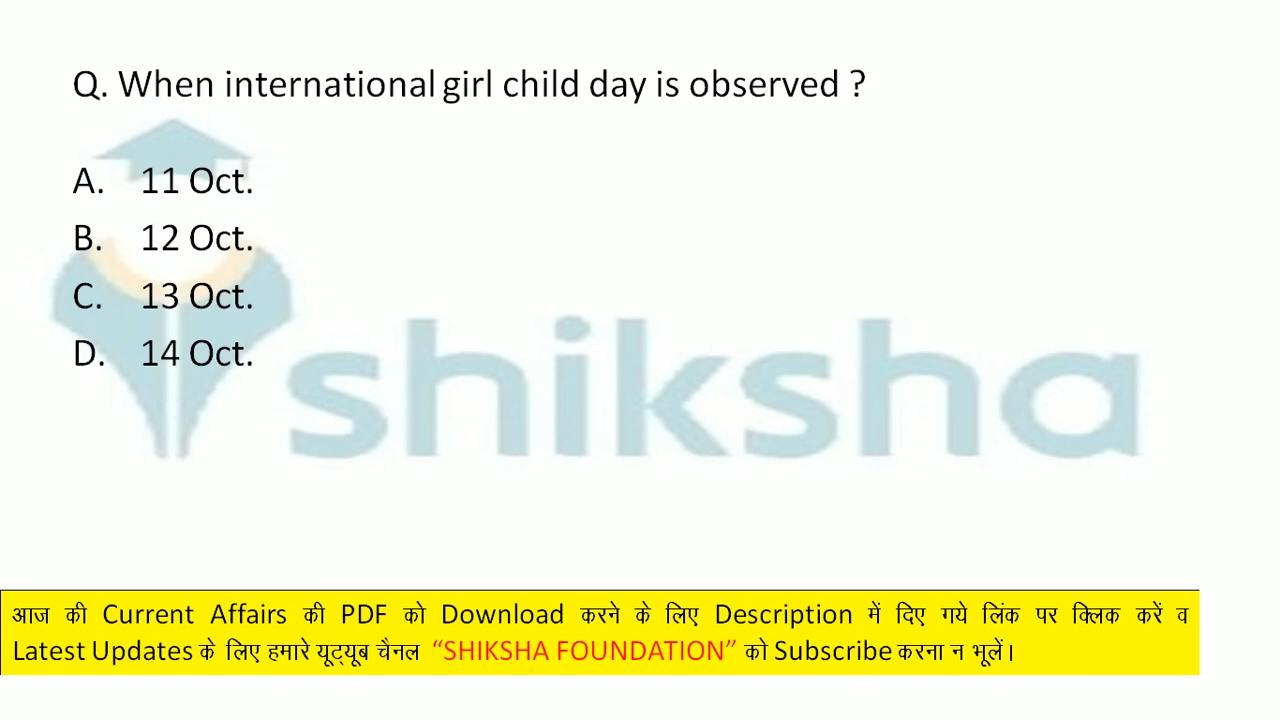 Q. When international girl child day is observed ?
A. 11 Oct.
B. 12 Oct.
C. 13 Oct.
D. 14 Oct.
shiksha
आज की Current Affairs की PDF को Download करने के लिए Description में दिए गये लिंक पर क्लिक करें व
Latest Updates के लिए हमारे यूट्यूब चैनल “SHIKSHA FOUNDATION” को Subscribe करना न भूलें।